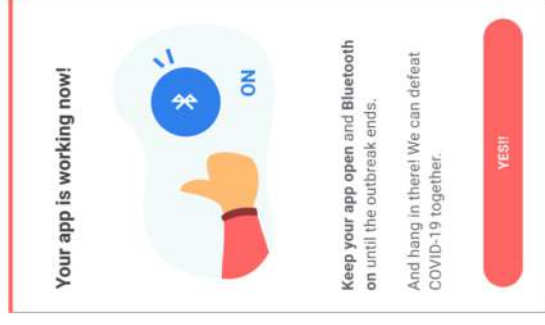 Your app is working now!
ON
Keep your app open and Bluetooth
on until the outbreak ends.
And hang in there! We can defeat
COVID-19 together.
YES!!